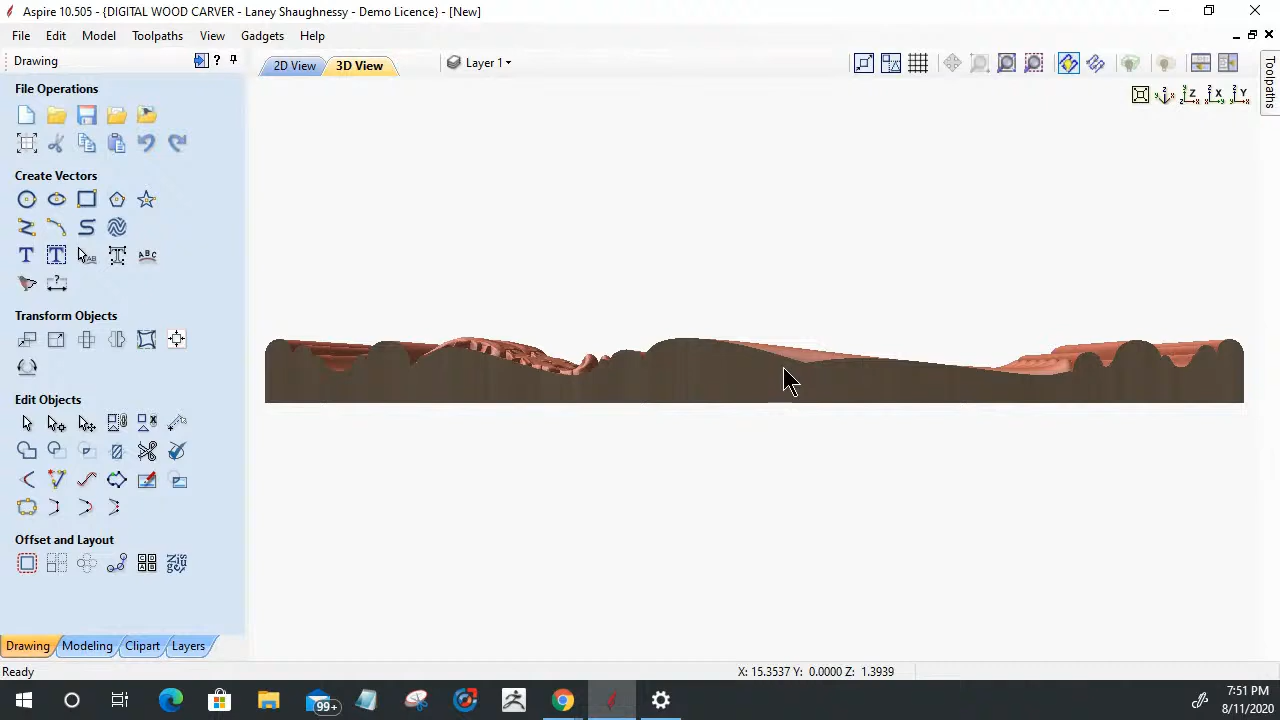 Aspire 10.505 - {DIGITAL WOOD CARVER - Laney Shaughnessy - Demo Licence} - [New]
File Edit Model Toolpaths View Gadgets Help
Drawing
2D View 3D View Layer 1
Toolpaths
File Operations
Z X Y
Create Vectors
Transform Objects
Edit Objects
Offset and Layout
Drawing Modeling Clipart Layers
Ready
X: 15.3537 Y: 0.0000 Z: 1.3939
99+
7:51 PM
8/11/2020